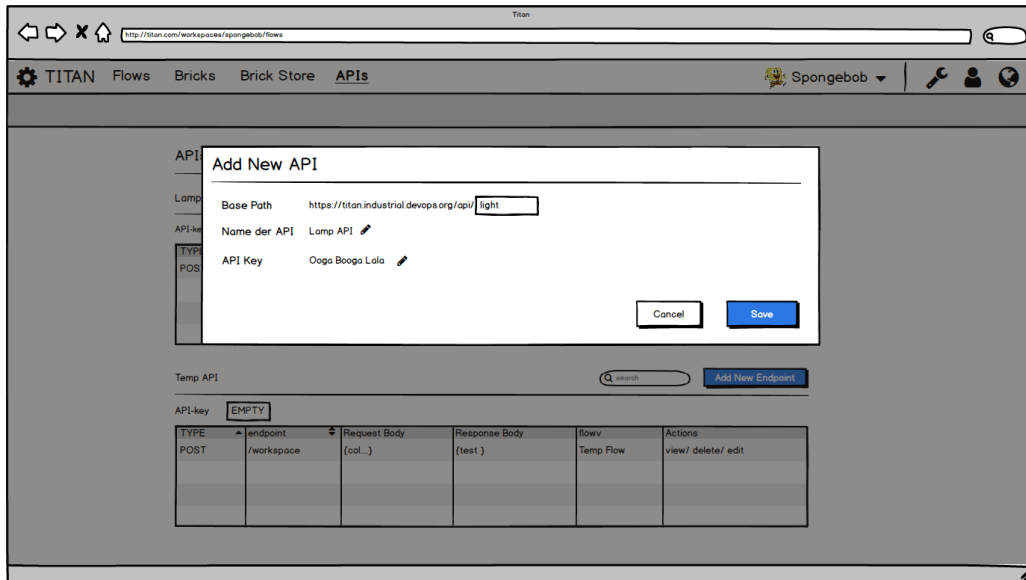 Titan
http://titan.com/workspaces/spongebob/flows
TITAN Flows Bricks Brick Store APIs Spongebob
API
Add New API
Lamp
Base Path https://titan.industrial.devops.org/api/ light
API-ke
Name der API Lamp API
TYPE
API Key Ooga Booga Lala
POS
Cancel Save
Temp API search Add New Endpoint
API-key EMPTY
TYPE endpoint Request Body Response Body flowv Actions
POST /workspace {col...} {test } Temp Flow view/ delete/ edit